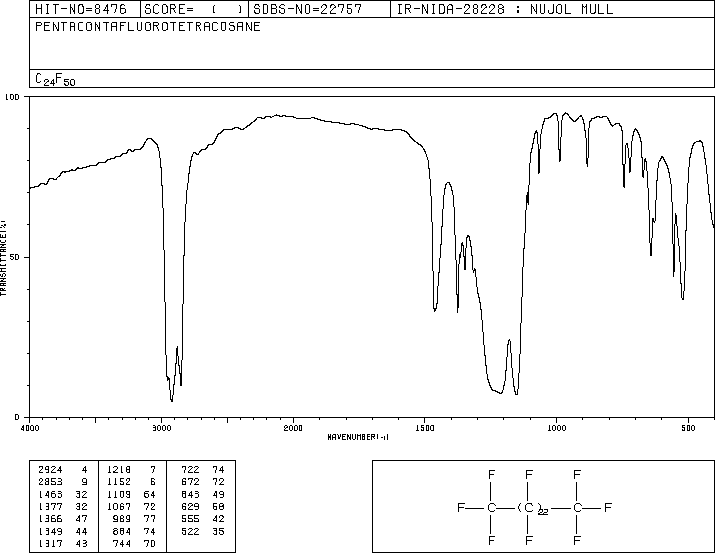 HIT-NO=8476 SCORE= ( ) SDBS-NO=22757 IR-NIDA-28228 : NUJOL MULL
PENTACONTAFLUOROTETRACOSANE
C24F50
100
50
0
TRANSMITTANCE(%)
4000 3000 2000 1500 1000 500
WAVENUMBER(-1)
2924 4 1218 7 722 74
2853 9 1152 6 672 72
1463 32 1109 64 643 49
1377 32 1067 72 629 58
1366 47 989 77 555 42
1349 44 884 74 522 35
1317 43 744 70
F F F
F C (C)22 C F
F F F